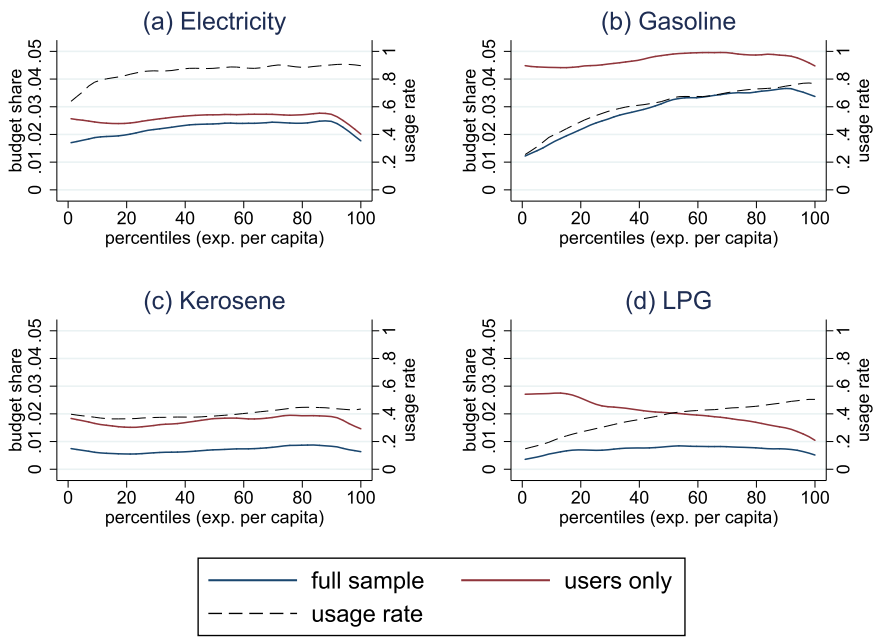 (a) Electricity
budget share
0 .01 .02 .03 .04 .05
0 .2 .4 .6 .8 1
usage rate
0 20 40 60 80 100
percentiles (exp. per capita)
(b) Gasoline
budget share
0 .01 .02 .03 .04 .05
0 .2 .4 .6 .8 1
usage rate
0 20 40 60 80 100
percentiles (exp. per capita)
(c) Kerosene
budget share
0 .01 .02 .03 .04 .05
0 .2 .4 .6 .8 1
usage rate
0 20 40 60 80 100
percentiles (exp. per capita)
(d) LPG
budget share
0 .01 .02 .03 .04 .05
0 .2 .4 .6 .8 1
usage rate
0 20 40 60 80 100
percentiles (exp. per capita)
full sample
users only
usage rate